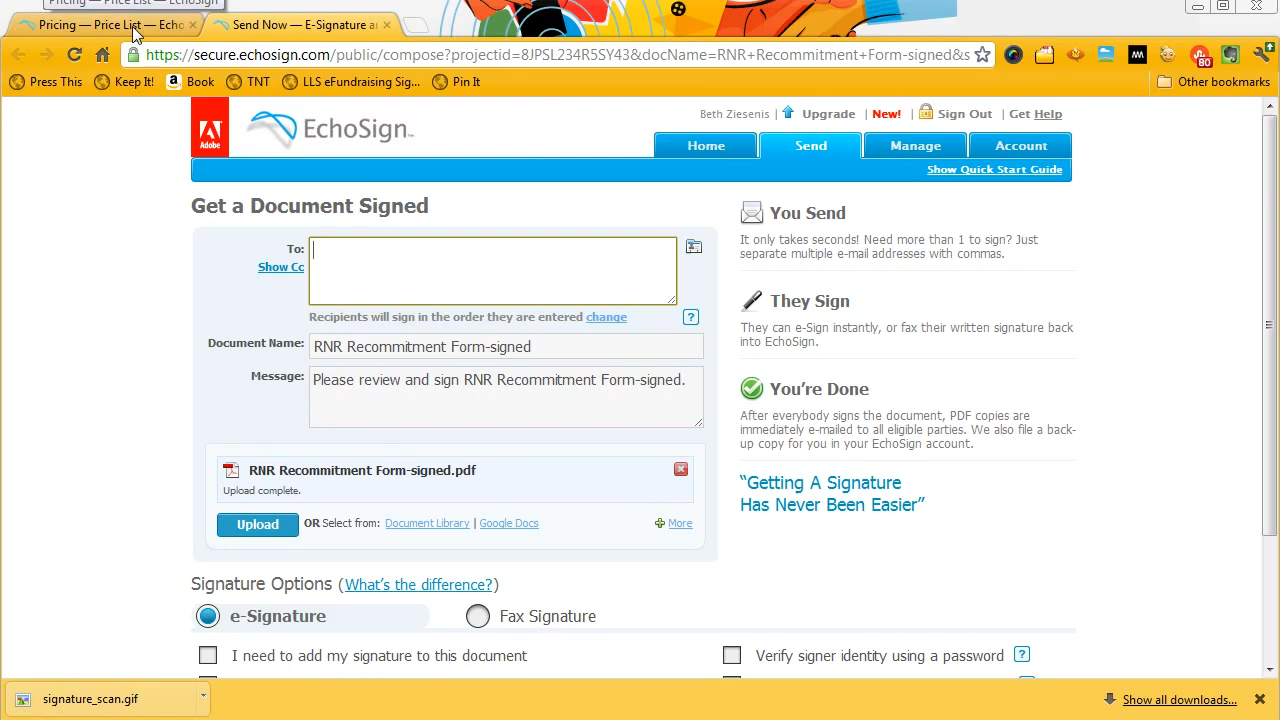 Pricing — Price List — EchoSign
Pricing — Price List — Echo
Send Now — E-Signature a
https://secure.echosign.com/public/compose?projectid=8JPSL234R5SY43&docName=RNR+Recommitment+Form-signed&s
Press This
Keep It!
Book
TNT
LLS eFundraising Sig...
Pin It
Other bookmarks
80
Adobe
EchoSign
Beth Ziesenis | Upgrade | New! Sign Out | Get Help
Home
Send
Manage
Account
Show Quick Start Guide
Get a Document Signed
To:
Show Cc
Recipients will sign in the order they are entered change
?
Document Name:
RNR Recommitment Form-signed
Message:
Please review and sign RNR Recommitment Form-signed.
RNR Recommitment Form-signed.pdf
Upload complete.
Upload
OR Select from: Document Library | Google Docs
More
You Send
It only takes seconds! Need more than 1 to sign? Just
separate multiple e-mail addresses with commas.
They Sign
They can e-Sign instantly, or fax their written signature back
into EchoSign.
You're Done
After everybody signs the document, PDF copies are
immediately e-mailed to all eligible parties. We also file a back-
up copy for you in your EchoSign account.
“Getting A Signature
Has Never Been Easier”
Signature Options (What's the difference?)
e-Signature
Fax Signature
I need to add my signature to this document
Verify signer identity using a password
?
signature_scan.gif
Show all downloads...